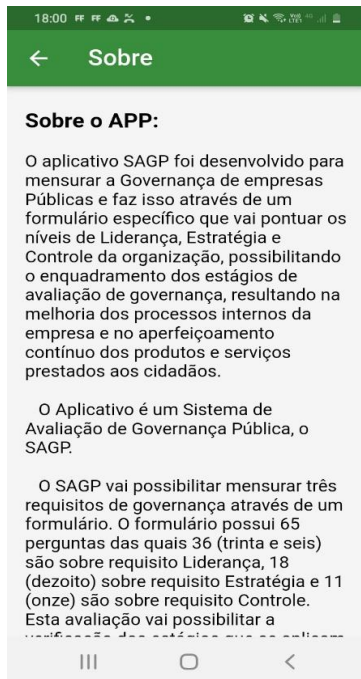 18:00 FF FF
Sobre
Sobre o APP:
O aplicativo SAGP foi desenvolvido para
mensurar a Governança de empresas
Públicas e faz isso através de um
formulário específico que vai pontuar os
níveis de Liderança, Estratégia e
Controle da organização, possibilitando
o enquadramento dos estágios de
avaliação de governança, resultando na
melhoria dos processos internos da
empresa e no aperfeiçoamento
contínuo dos produtos e serviços
prestados aos cidadãos.
O Aplicativo é um Sistema de
Avaliação de Governança Pública, o
SAGP.
O SAGP vai possibilitar mensurar três
requisitos de governança através de um
formulário. O formulário possui 65
perguntas das quais 36 (trinta e seis)
são sobre requisito Liderança, 18
(dezoito) sobre requisito Estratégia e 11
(onze) são sobre requisito Controle.
Esta avaliação vai possibilitar a